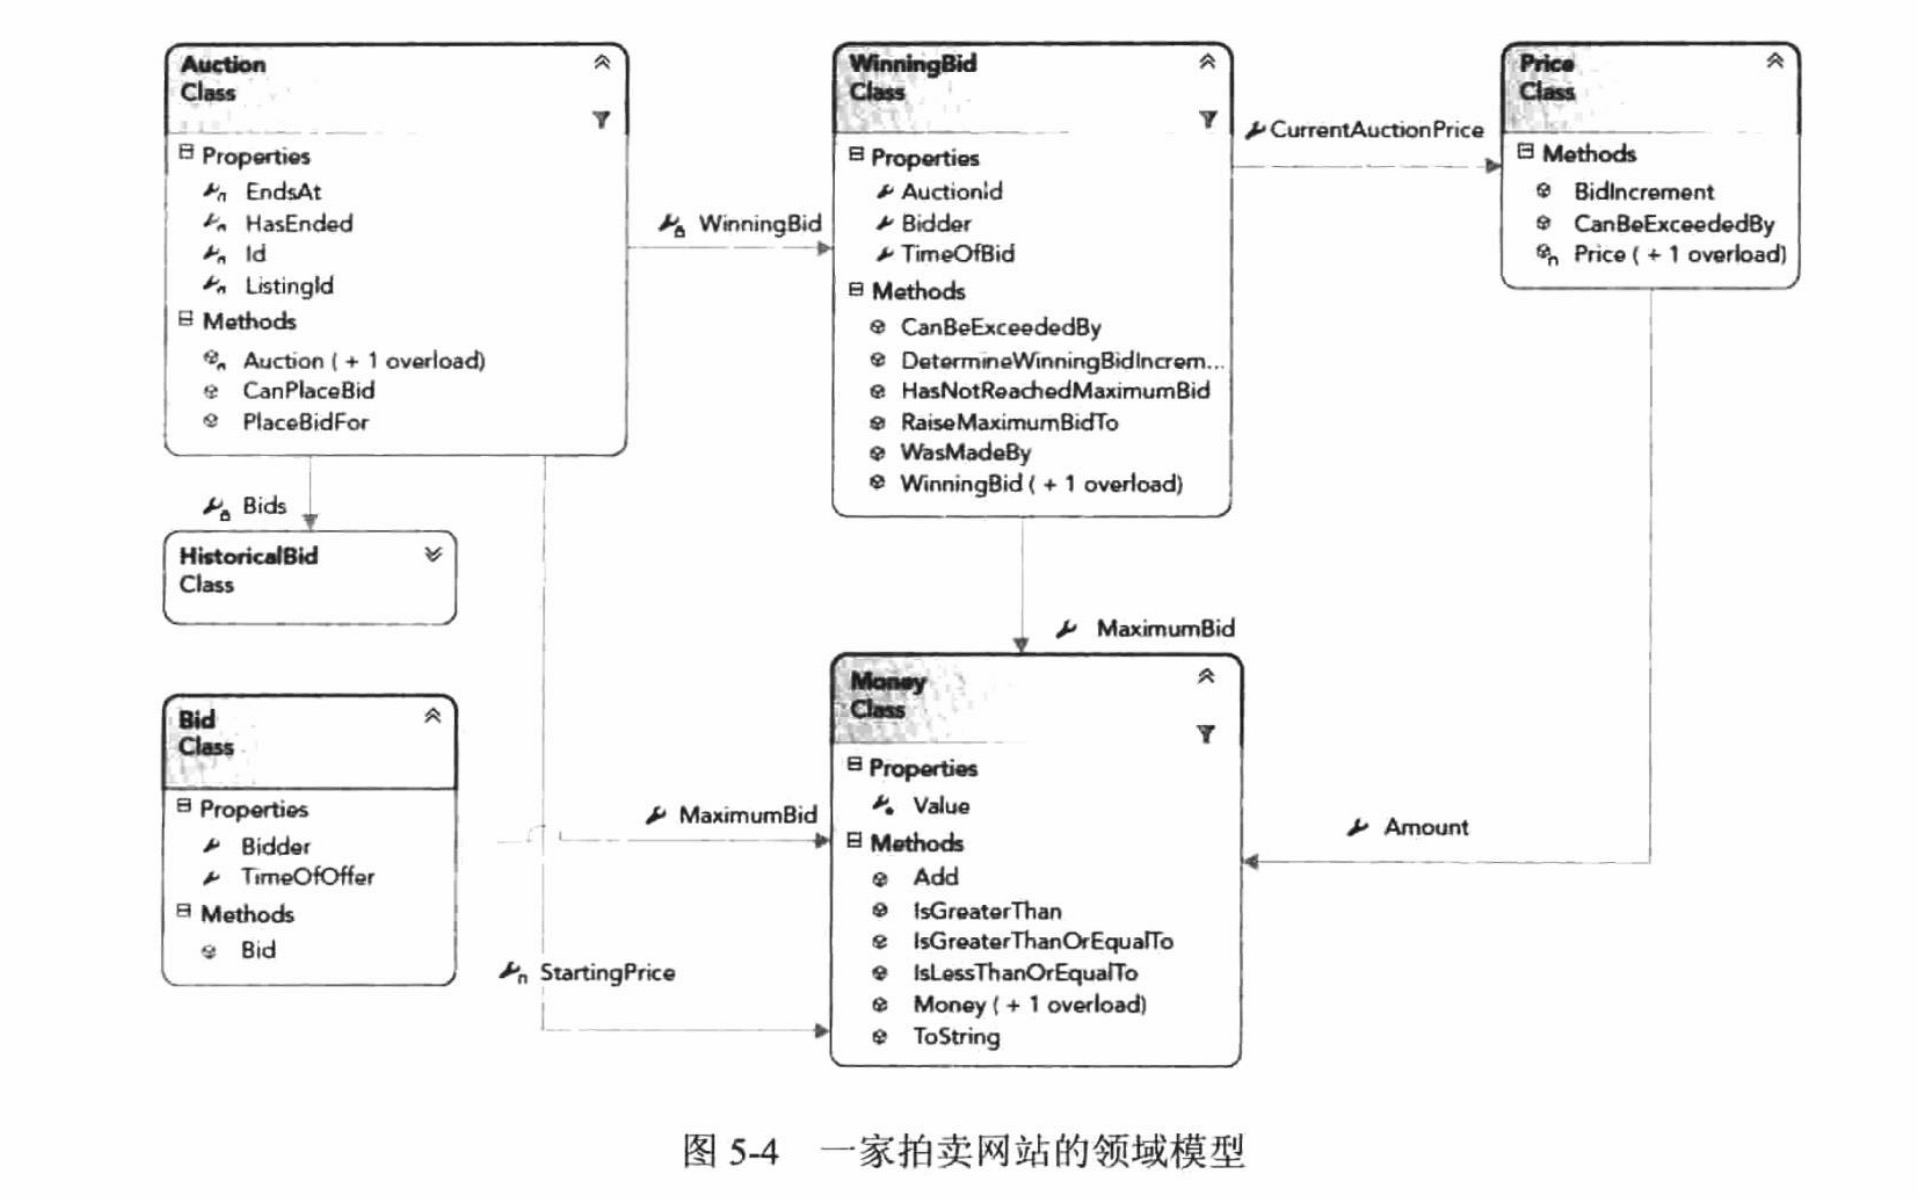 Auction
Class
Properties
EndsAt
HasEnded
Id
ListingId
Methods
Auction ( + 1 overload)
CanPlaceBid
PlaceBidFor
WinningBid
WinningBid
Class
Properties
AuctionId
Bidder
TimeOfBid
Methods
CanBeExceededBy
DetermineWinningBidIncrem...
HasNotReachedMaximumBid
RaiseMaximumBidTo
WasMadeBy
WinningBid ( + 1 overload)
CurrentAuctionPrice
Price
Class
Methods
BidIncrement
CanBeExceededBy
Price ( + 1 overload)
Bids
HistoricalBid
Class
MaximumBid
Bid
Class
Properties
Bidder
TimeOfOffer
Methods
Bid
MaximumBid
StartingPrice
Money
Class
Properties
Value
Methods
Add
IsGreaterThan
IsGreaterThanOrEqualTo
IsLessThanOrEqualTo
Money ( + 1 overload)
ToString
Amount
图 5-4 一家拍卖网站的领域模型